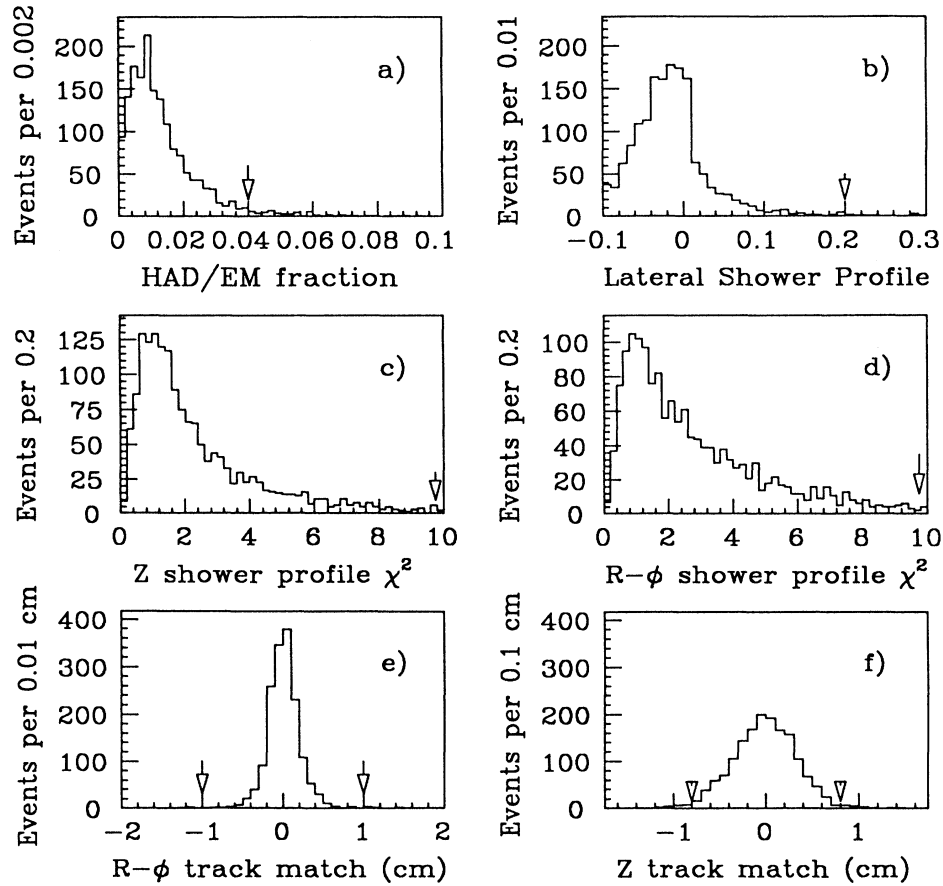 Events per 0.002
200
150
100
50
0
a)
0 0.02 0.04 0.06 0.08 0.1
HAD/EM fraction
Events per 0.01
200
150
100
50
0
b)
−0.1 0 0.1 0.2 0.3
Lateral Shower Profile
Events per 0.2
125
100
75
50
25
0
c)
0 2 4 6 8 10
Z shower profile χ²
Events per 0.2
100
80
60
40
20
0
d)
0 2 4 6 8 10
R−ϕ shower profile χ²
Events per 0.01 cm
400
300
200
100
0
e)
−2 −1 0 1 2
R−ϕ track match (cm)
Events per 0.1 cm
400
300
200
100
0
f)
−1 0 1
Z track match (cm)